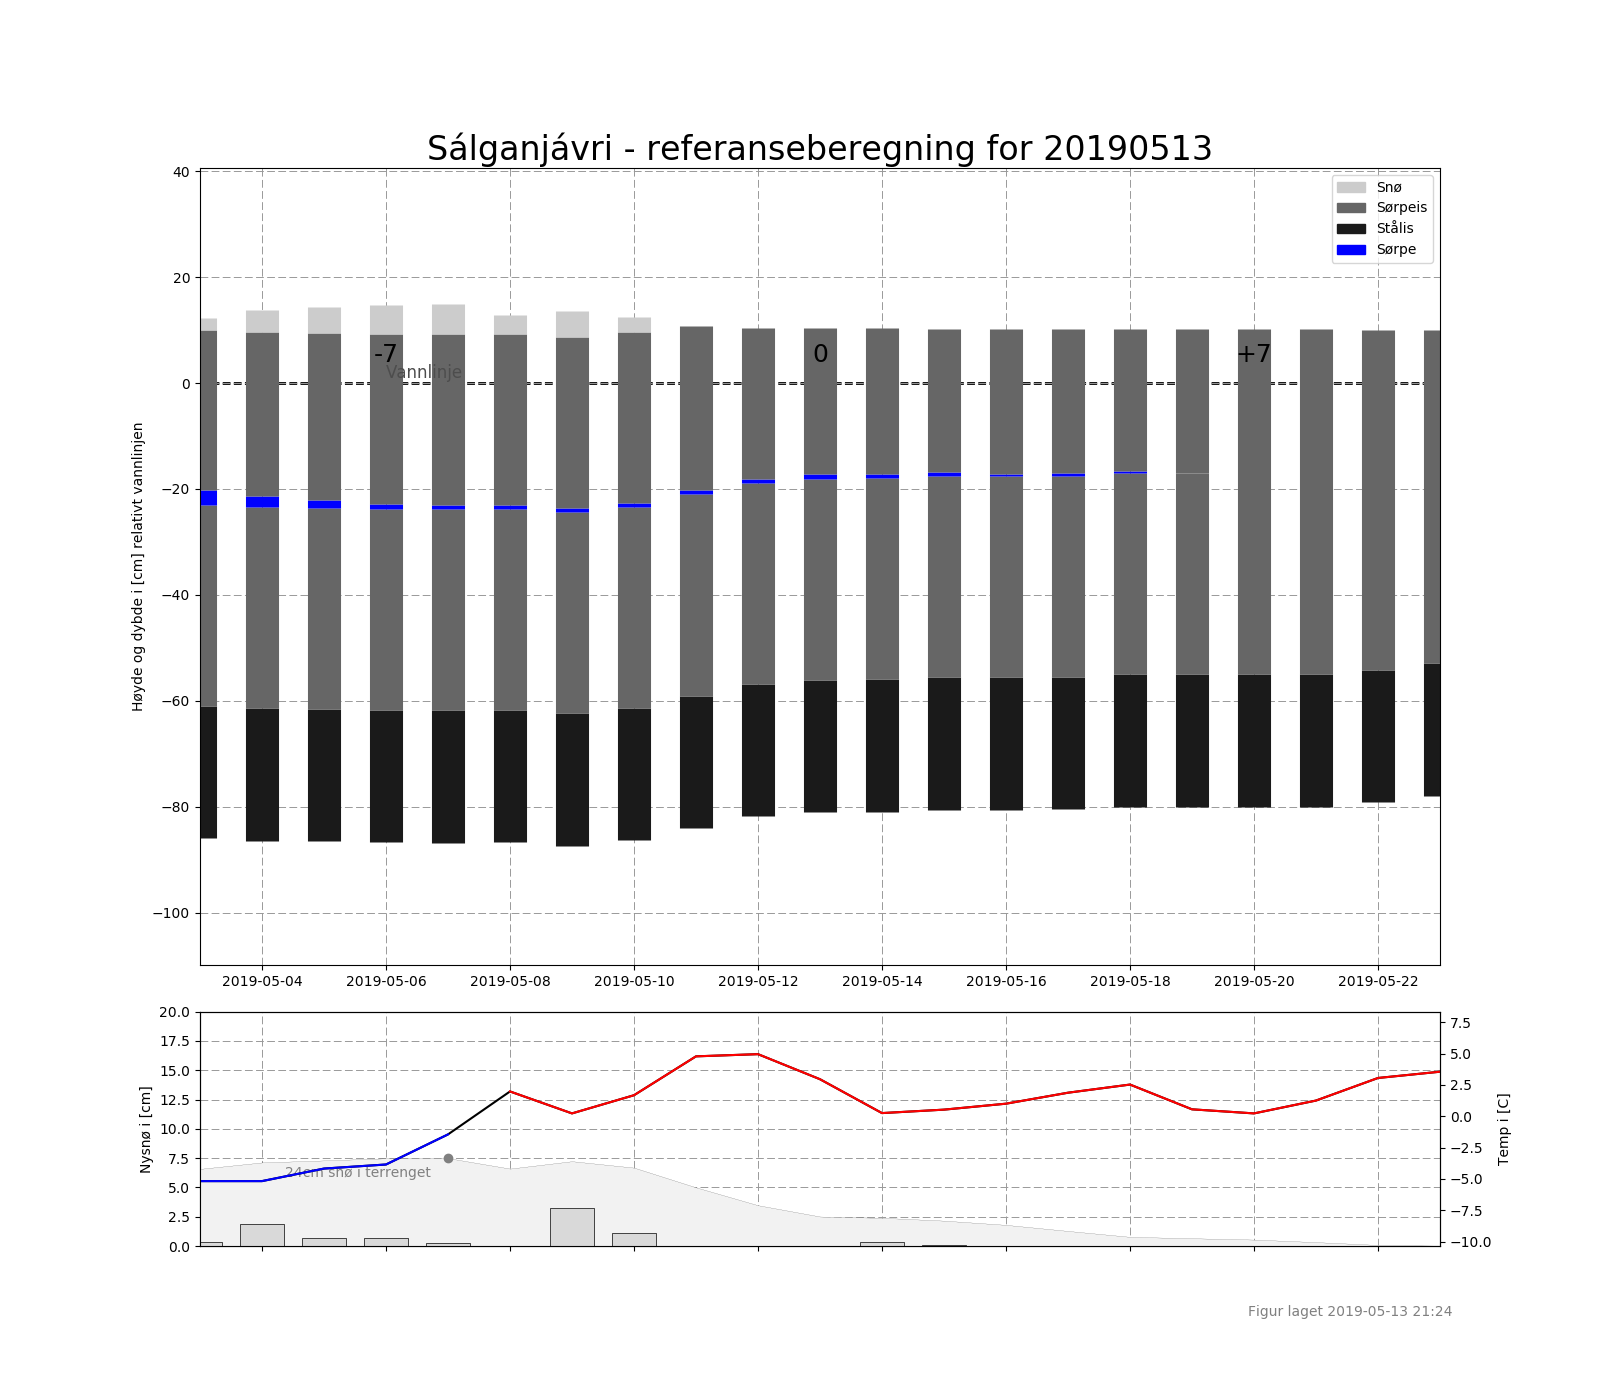 Sálganjávri - referanseberegning for 20190513
Snø
Sørpeis
Stålis
Sørpe
Høyde og dybde i [cm] relativt vannlinjen
40
20
0
−20
−40
−60
−80
−100
-7
0
+7
Vannlinje
2019-05-04 2019-05-06 2019-05-08 2019-05-10 2019-05-12 2019-05-14 2019-05-16 2019-05-18 2019-05-20 2019-05-22
Nysnø i [cm]
20.0
17.5
15.0
12.5
10.0
7.5
5.0
2.5
0.0
24cm snø i terrenget
7.5
5.0
2.5
0.0
−2.5
−5.0
−7.5
−10.0
Temp i [C]
Figur laget 2019-05-13 21:24